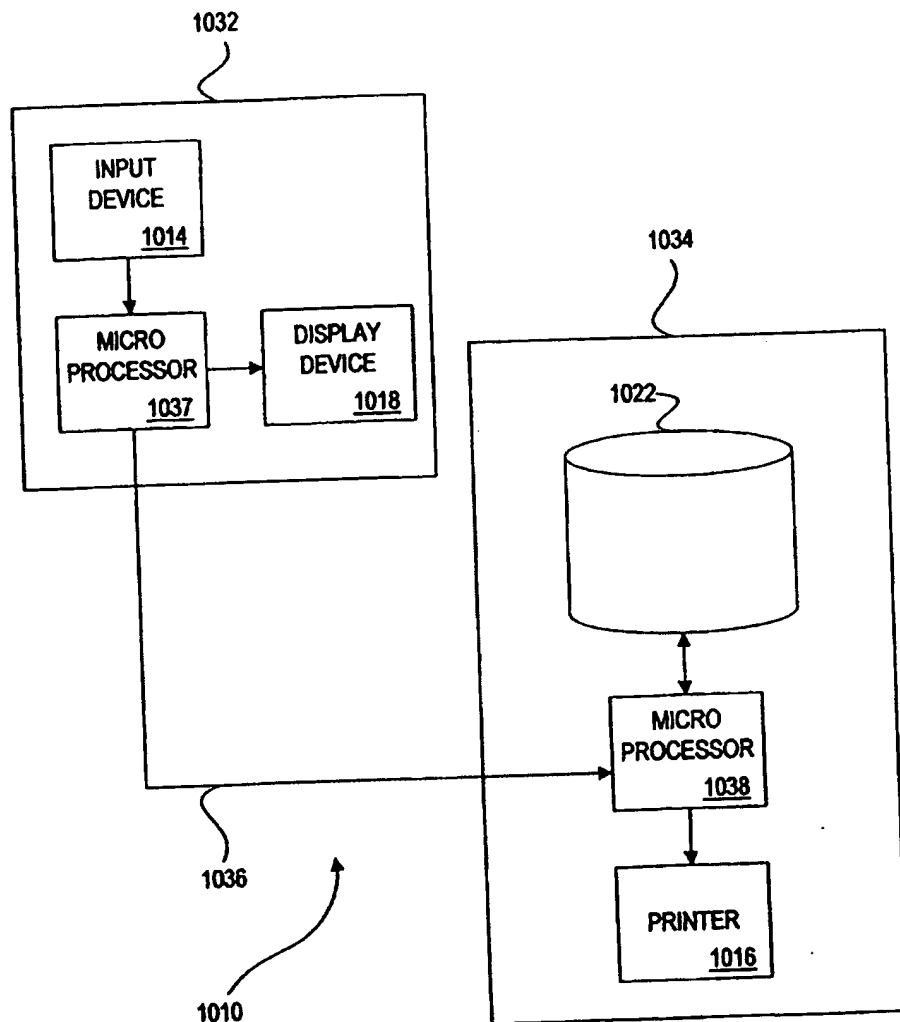 1032
INPUT
DEVICE
1014
MICRO
PROCESSOR
1037
DISPLAY
DEVICE
1018
1034
1022
MICRO
PROCESSOR
1038
PRINTER
1016
1036
1010